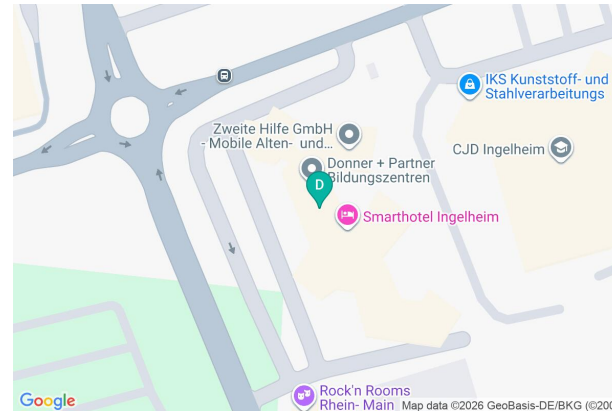 IKS Kunststoff- und
Stahlverarbeitungs
Zweite Hilfe GmbH
- Mobile Alten- und...
CJD Ingelheim
Donner + Partner
Bildungszentren
D
Smarthotel Ingelheim
Rock'n Rooms
Rhein- Main
Google
Map data ©2026 GeoBasis-DE/BKG (©200